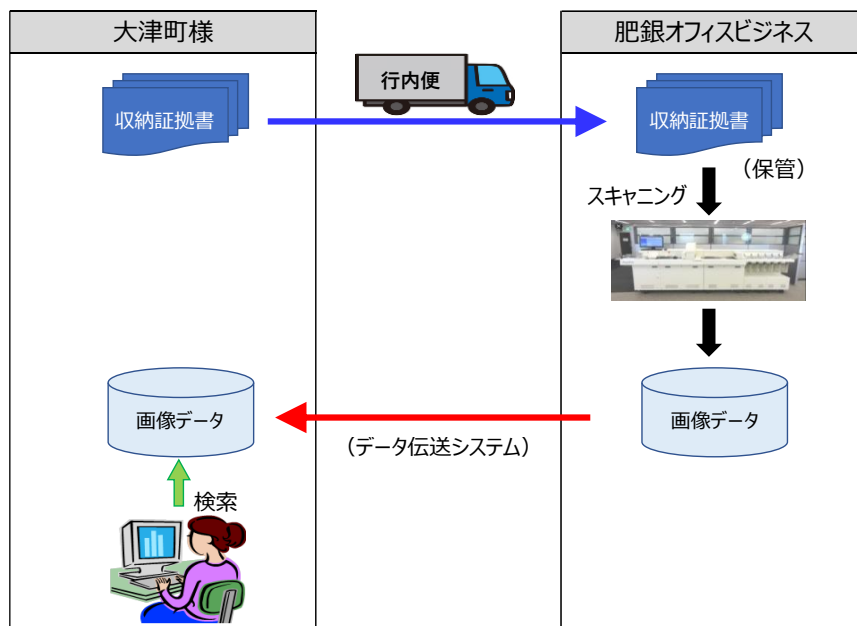 大津町様
肥銀オフィスビジネス
行内便
収納証拠書
収納証拠書
（保管）
スキャニング
画像データ
画像データ
（データ伝送システム）
検索